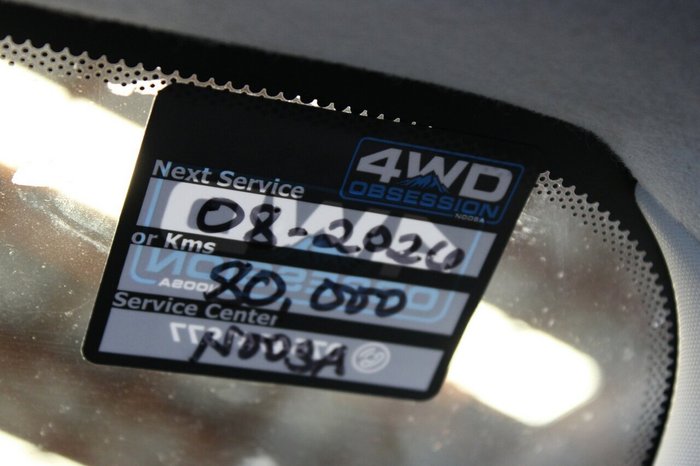 4WD
OBSESSION
NOOSA
Next Service
08-2020
or Kms
80,000
Service Center
NOOSA